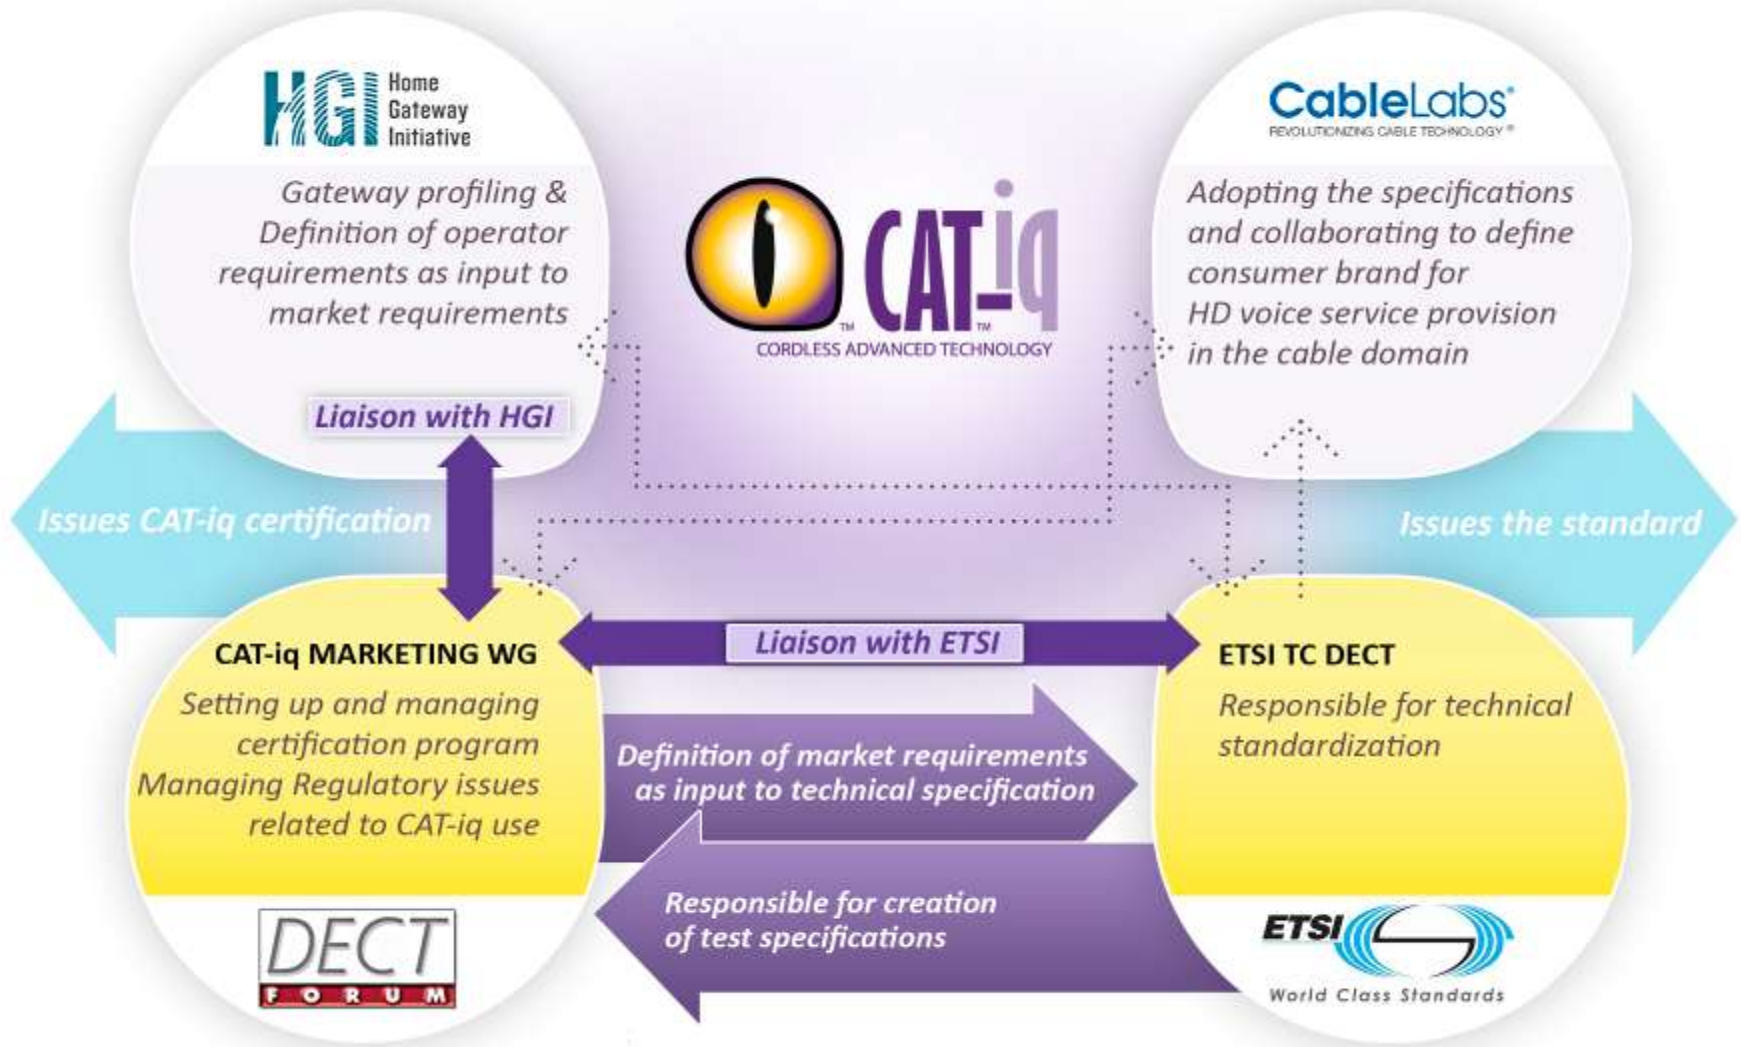 HGI
Home
Gateway
Initiative
Gateway profiling &
Definition of operator
requirements as input to
market requirements
Liaison with HGI
CableLabs®
REVOLUTIONIZING CABLE TECHNOLOGY ®
Adopting the specifications
and collaborating to define
consumer brand for
HD voice service provision
in the cable domain
TM
CAT-iq
TM
CORDLESS ADVANCED TECHNOLOGY
Issues CAT-iq certification
Issues the standard
Liaison with ETSI
CAT-iq MARKETING WG
Setting up and managing
certification program
Managing Regulatory issues
related to CAT-iq use
DECT
FORUM
Definition of market requirements
as input to technical specification
Responsible for creation
of test specifications
ETSI TC DECT
Responsible for technical
standardization
ETSI
World Class Standards